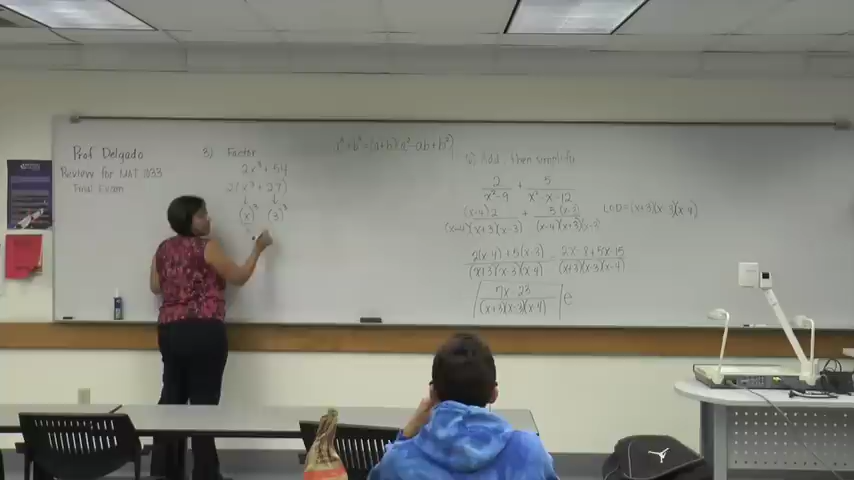 Prof Delgado
Review for MAT 1033
Final Exam
3) Factor
2x³ + 54
2(x³ + 27)
(x)³ (3)³
a³+b³=(a+b)(a²-ab+b²)
Add, then simplify
2/(x²-9) + 5/(x²-x-12)
(x-4)2/(x-4)(x+3)(x-3) + 5(x-3)/(x-4)(x+3)(x-3)
LCD=(x+3)(x-3)(x-4)
2(x-4)+5(x-3)/(x+3)(x-3)(x-4) = 2x-8+5x-15/(x+3)(x-3)(x-4)
7x-23/(x+3)(x-3)(x-4) e